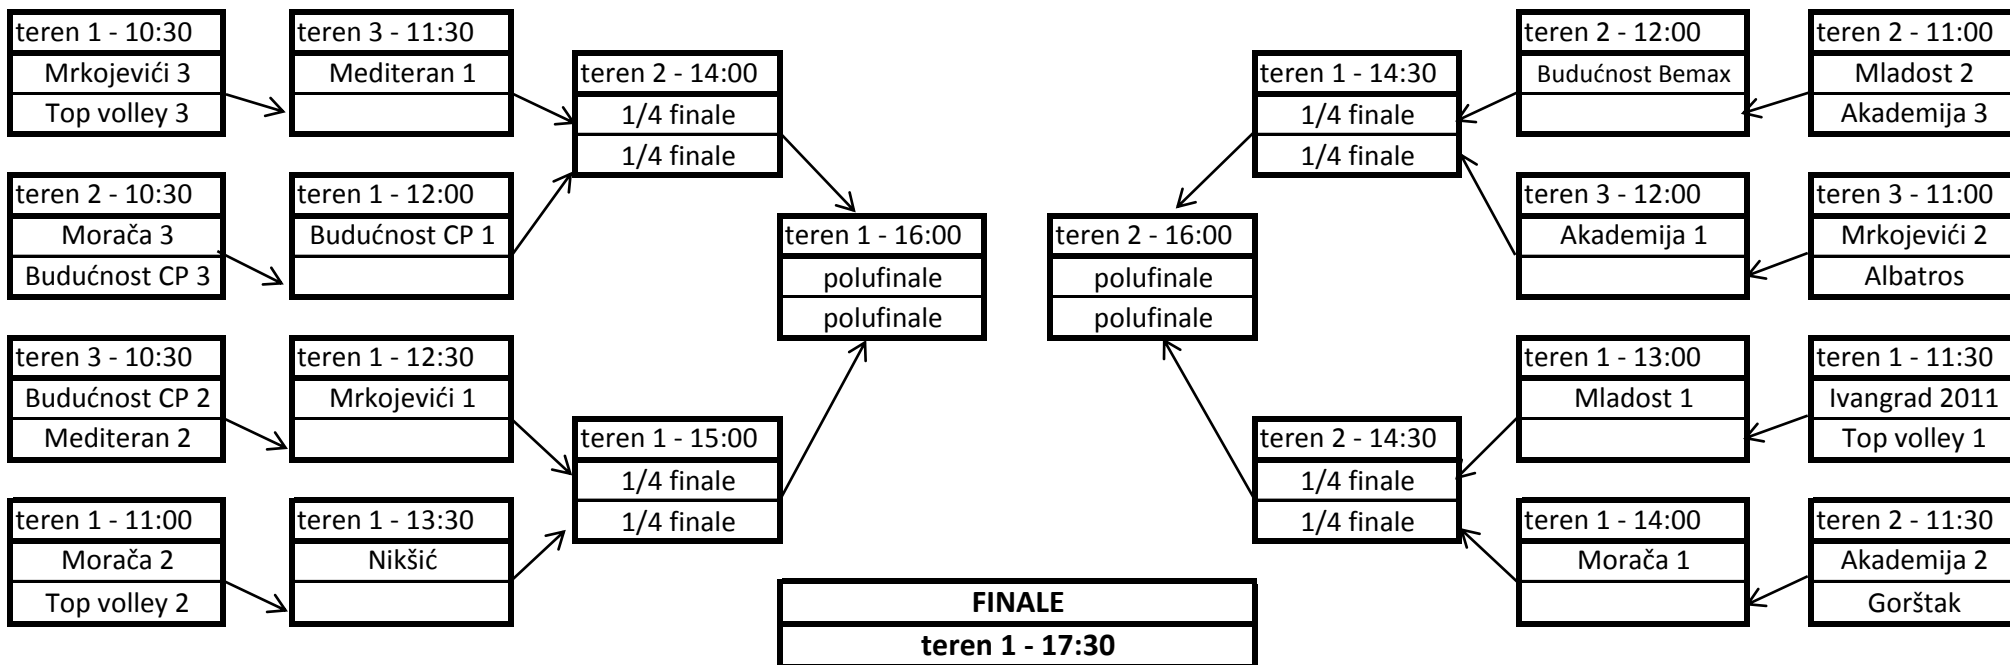 teren 1 - 10:30
Mrkojevići 3
Top volley 3
teren 2 - 10:30
Morača 3
Budućnost CP 3
teren 3 - 10:30
Budućnost CP 2
Mediteran 2
teren 1 - 11:00
Morača 2
Top volley 2
teren 3 - 11:30
Mediteran 1
teren 1 - 12:00
Budućnost CP 1
teren 1 - 12:30
Mrkojevići 1
teren 1 - 13:30
Nikšić
teren 2 - 14:00
1/4 finale
1/4 finale
teren 1 - 15:00
1/4 finale
1/4 finale
teren 1 - 16:00
polufinale
polufinale
FINALE
teren 1 - 17:30
teren 2 - 16:00
polufinale
polufinale
teren 1 - 14:30
1/4 finale
1/4 finale
teren 2 - 14:30
1/4 finale
1/4 finale
teren 2 - 12:00
Budućnost Bemax
teren 3 - 12:00
Akademija 1
teren 1 - 13:00
Mladost 1
teren 1 - 14:00
Morača 1
teren 2 - 11:00
Mladost 2
Akademija 3
teren 3 - 11:00
Mrkojevići 2
Albatros
teren 1 - 11:30
Ivangrad 2011
Top volley 1
teren 2 - 11:30
Akademija 2
Gorštak